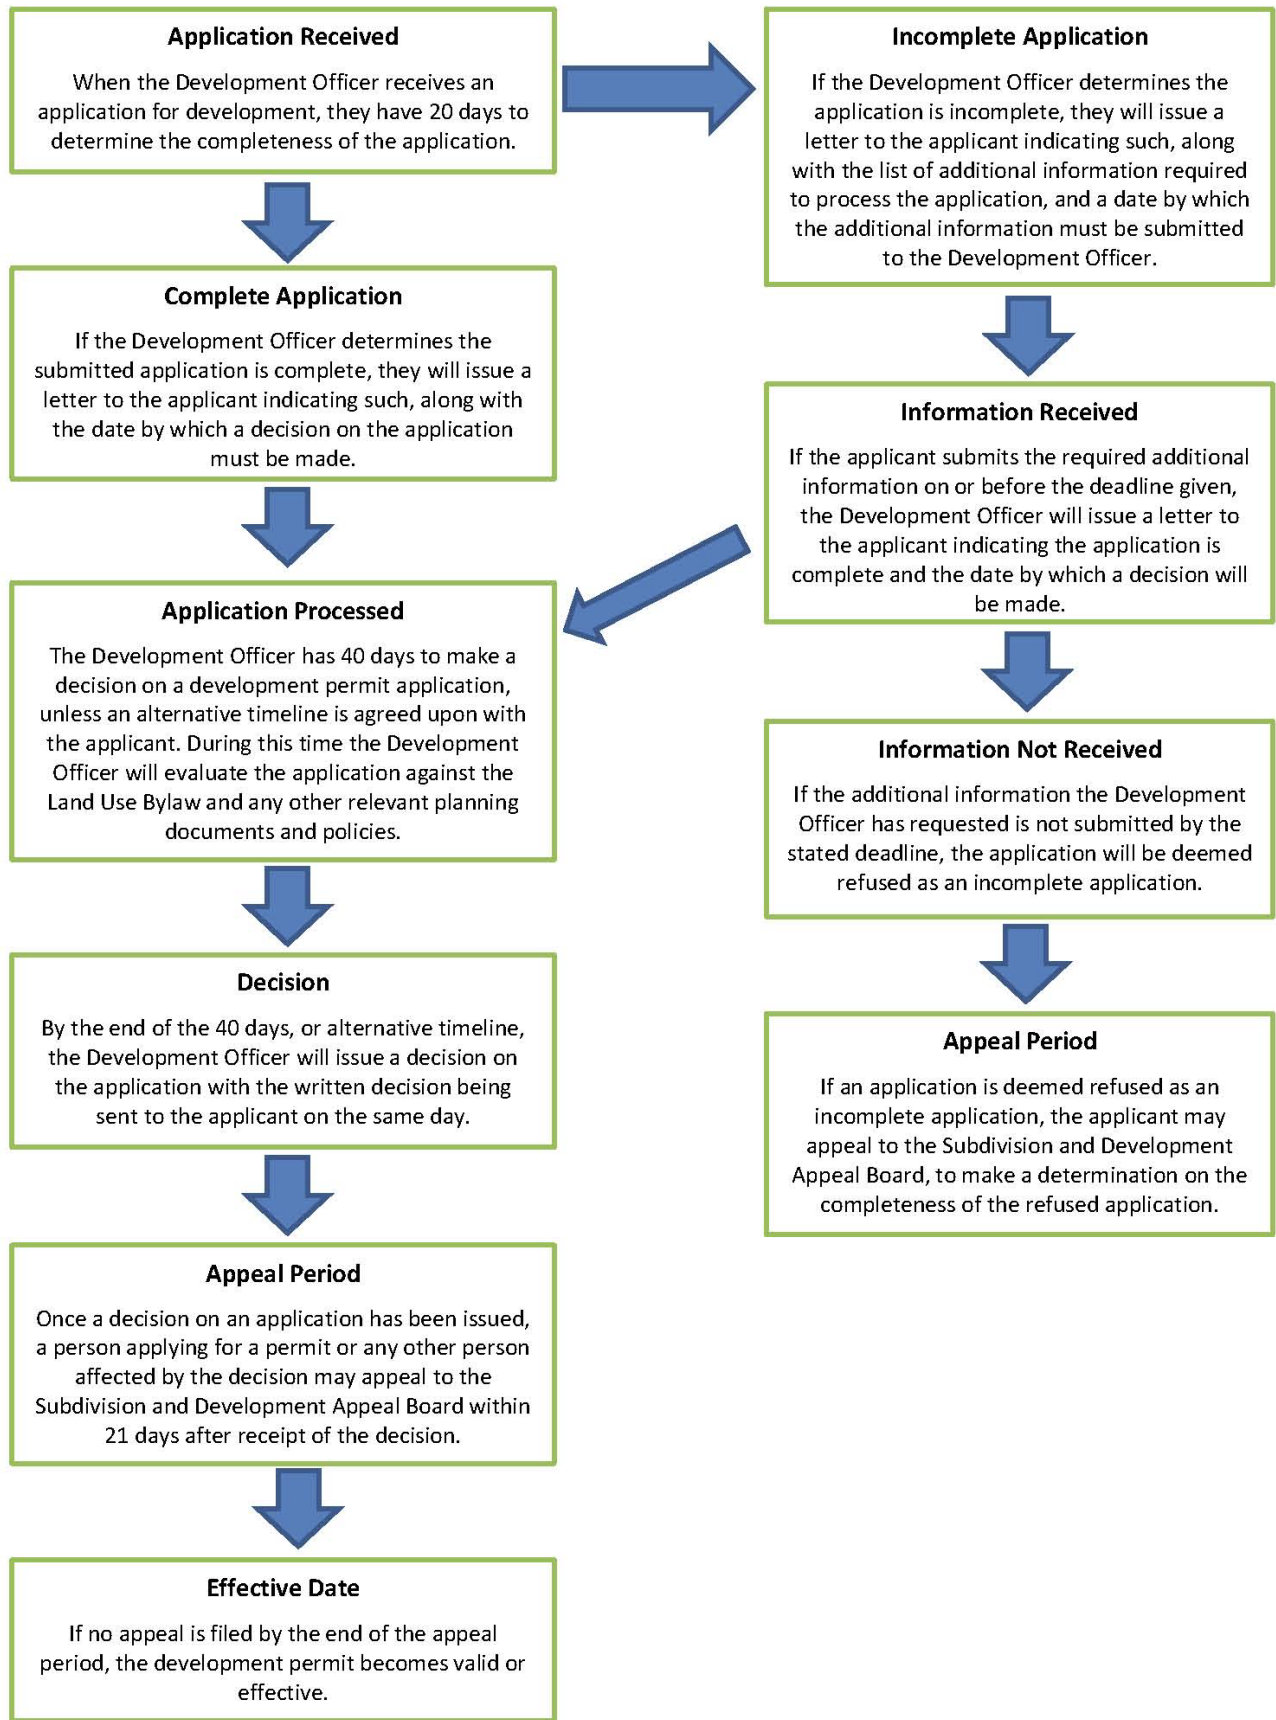 Application Received
When the Development Officer receives an
application for development, they have 20 days to
determine the completeness of the application.
Complete Application
If the Development Officer determines the
submitted application is complete, they will issue a
letter to the applicant indicating such, along with
the date by which a decision on the application
must be made.
Application Processed
The Development Officer has 40 days to make a
decision on a development permit application,
unless an alternative timeline is agreed upon with
the applicant. During this time the Development
Officer will evaluate the application against the
Land Use Bylaw and any other relevant planning
documents and policies.
Decision
By the end of the 40 days, or alternative timeline,
the Development Officer will issue a decision on
the application with the written decision being
sent to the applicant on the same day.
Appeal Period
Once a decision on an application has been issued,
a person applying for a permit or any other person
affected by the decision may appeal to the
Subdivision and Development Appeal Board within
21 days after receipt of the decision.
Effective Date
If no appeal is filed by the end of the appeal
period, the development permit becomes valid or
effective.
Incomplete Application
If the Development Officer determines the
application is incomplete, they will issue a
letter to the applicant indicating such, along
with the list of additional information required
to process the application, and a date by which
the additional information must be submitted
to the Development Officer.
Information Received
If the applicant submits the required additional
information on or before the deadline given,
the Development Officer will issue a letter to
the applicant indicating the application is
complete and the date by which a decision will
be made.
Information Not Received
If the additional information the Development
Officer has requested is not submitted by the
stated deadline, the application will be deemed
refused as an incomplete application.
Appeal Period
If an application is deemed refused as an
incomplete application, the applicant may
appeal to the Subdivision and Development
Appeal Board, to make a determination on the
completeness of the refused application.